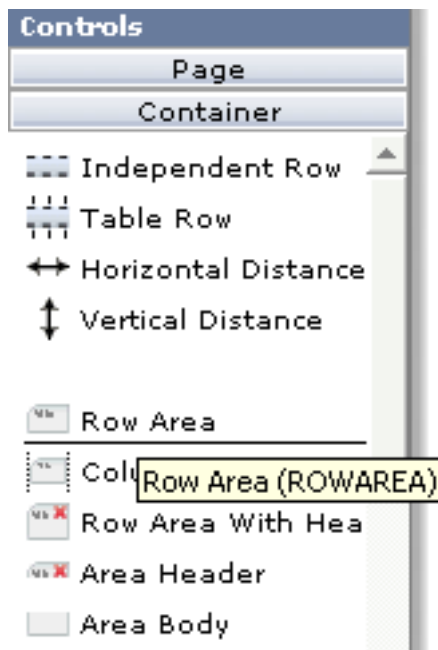 Controls
Page
Container
Independent Row
Table Row
Horizontal Distance
Vertical Distance
Row Area
Colu
Row Area (ROWAREA)
Row Area With Hea
Area Header
Area Body